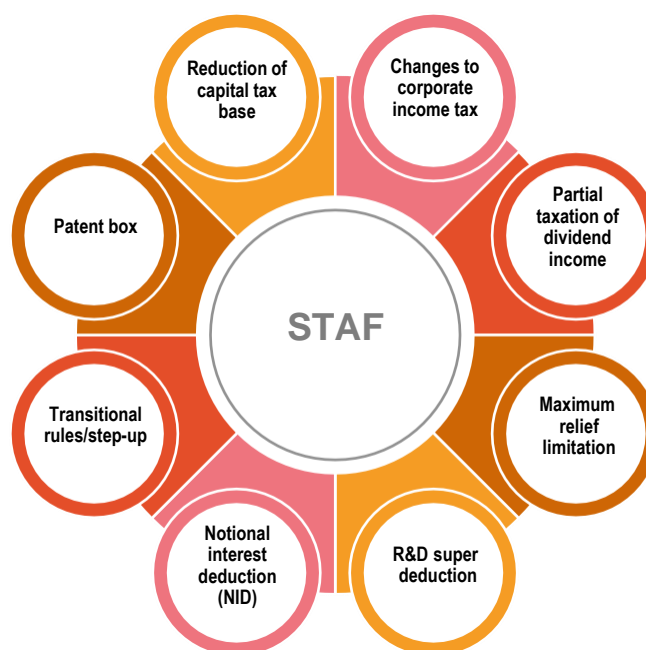 Reduction of
capital tax
base
Changes to
corporate
income tax
Patent box
Partial
taxation of
dividend
income
STAF
Transitional
rules/step-up
Maximum
relief
limitation
Notional
interest
deduction
(NID)
R&D super
deduction